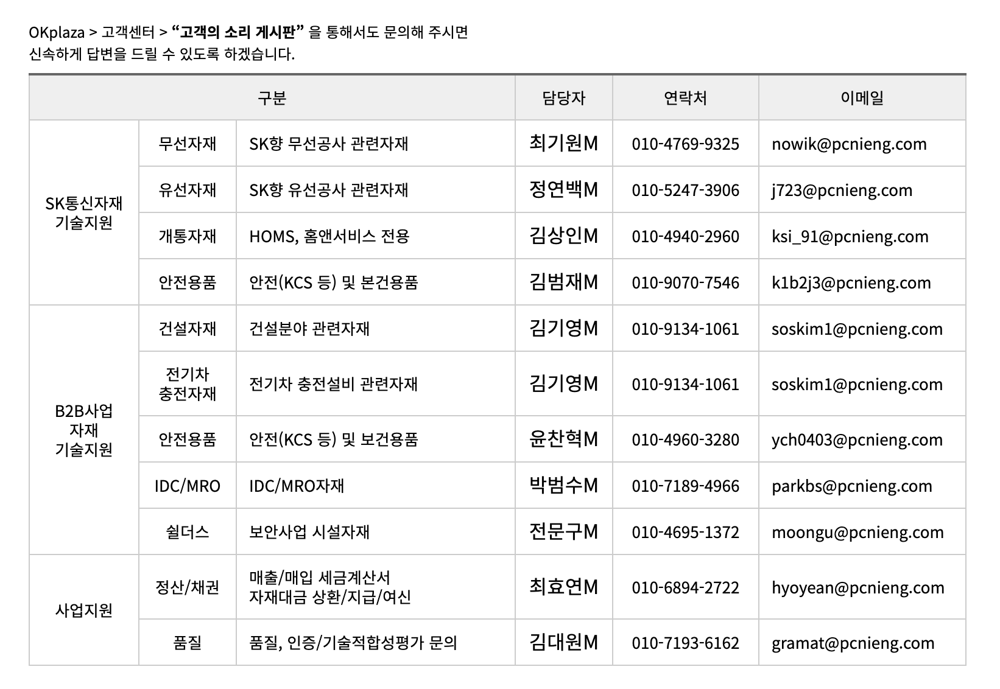 OKplaza > 고객센터 > “고객의 소리 게시판” 을 통해서도 문의해 주시면
신속하게 답변을 드릴 수 있도록 하겠습니다.
구분 담당자 연락처 이메일
SK통신자재
기술지원
무선자재 SK향 무선공사 관련자재 최기원M 010-4769-9325 nowik@pcnieng.com
유선자재 SK향 유선공사 관련자재 정연백M 010-5247-3906 j723@pcnieng.com
개통자재 HOMS, 홈앤서비스 전용 김상인M 010-4940-2960 ksi_91@pcnieng.com
안전용품 안전(KCS 등) 및 본건용품 김범재M 010-9070-7546 k1b2j3@pcnieng.com
B2B사업
자재
기술지원
건설자재 건설분야 관련자재 김기영M 010-9134-1061 soskim1@pcnieng.com
전기차
충전자재
전기차 충전설비 관련자재 김기영M 010-9134-1061 soskim1@pcnieng.com
안전용품 안전(KCS 등) 및 보건용품 윤찬혁M 010-4960-3280 ych0403@pcnieng.com
IDC/MRO IDC/MRO자재 박범수M 010-7189-4966 parkbs@pcnieng.com
쉴더스 보안사업 시설자재 전문구M 010-4695-1372 moongu@pcnieng.com
사업지원
정산/채권
매출/매입 세금계산서
자재대금 상환/지급/여신
최효연M 010-6894-2722 hyoyean@pcnieng.com
품질 품질, 인증/기술적합성평가 문의 김대원M 010-7193-6162 gramat@pcnieng.com